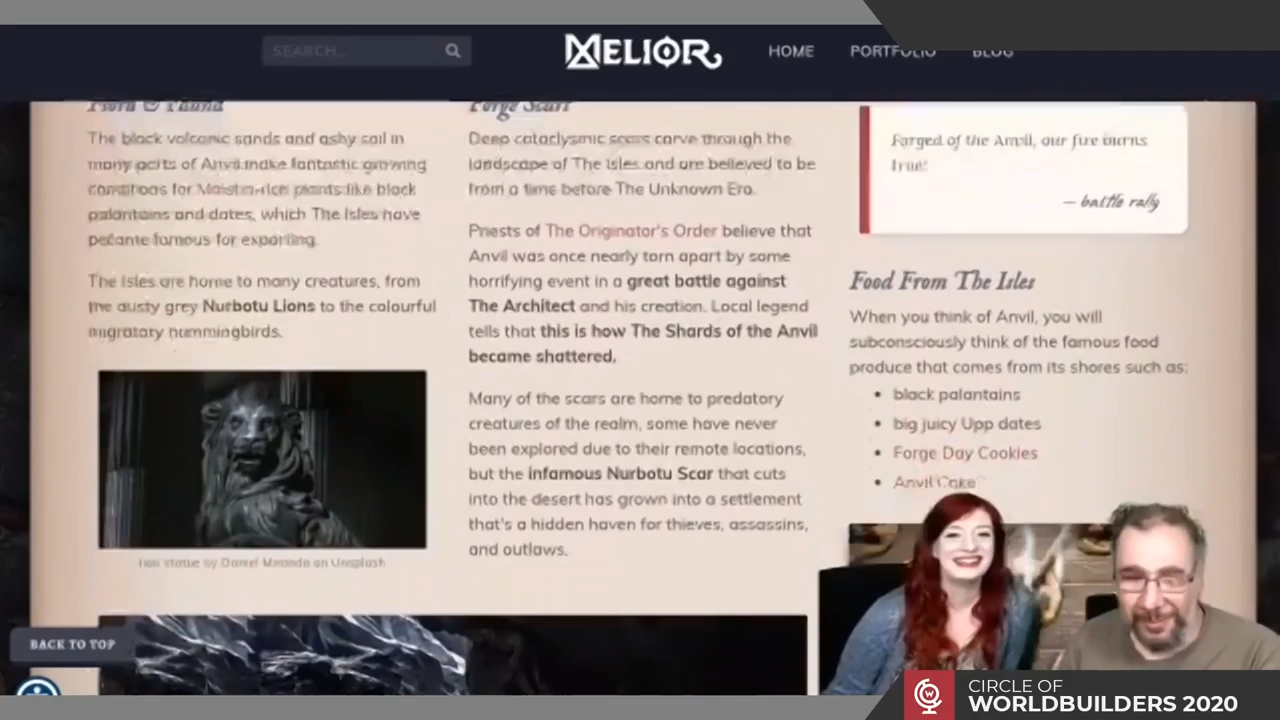 SEARCH...
MELIOR
HOME
PORTFOLIO
BLOG
Flora & Fauna
The black volcanic sands and ashy soil in
many parts of Anvil make fantastic growing
conditions for rich plants like black
palantains and dates, which The Isles have
become famous for exporting.
The Isles are home to many creatures, from
the dusty grey Nurbotu Lions to the colourful
migratory hummingbirds.
lion statue by Daniel on Unsplash
BACK TO TOP
Forge Scars
Deep cataclysmic scars carve through the
landscape of The Isles and are believed to be
from a time before The Unknown Era.
Priests of The Originator's Order believe that
Anvil was once nearly torn apart by some
horrifying event in a great battle against
The Architect and his creation. Local legend
tells that this is how The Shards of the Anvil
became shattered.
Many of the scars are home to predatory
creatures of the realm, some have never
been explored due to their remote locations,
but the infamous Nurbotu Scar that cuts
into the desert has grown into a settlement
that's a hidden haven for thieves, assassins,
and outlaws.
Forged of the Anvil, our fire burns
true!
— battle rally
Food From The Isles
When you think of Anvil, you will
subconsciously think of the famous food
produce that comes from its shores such as:
• black palantains
• big juicy Upp dates
• Forge Day Cookies
• Anvil Cake
CIRCLE OF
WORLDBUILDERS 2020